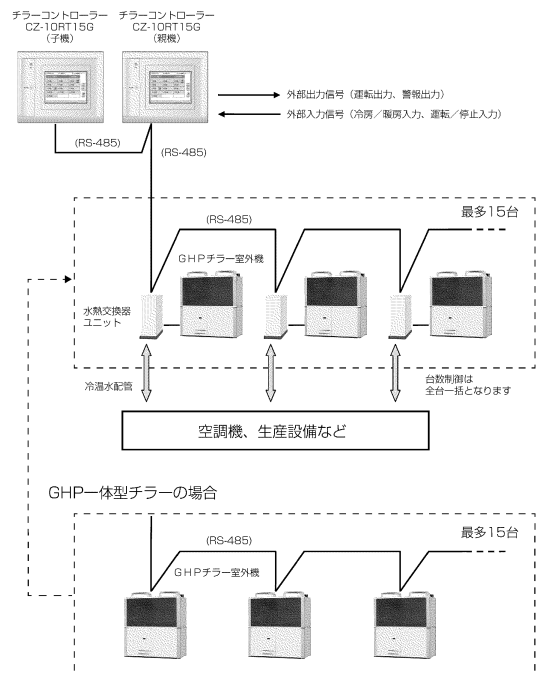 チラーコントローラー
CZ-10RT15G
（子機）
チラーコントローラー
CZ-10RT15G
（親機）
外部出力信号（運転出力、警報出力）
外部入力信号（冷房／暖房入力、運転／停止入力）
(RS-485)
(RS-485)
最多15台
(RS-485)
GHPチラー室外機
水熱交換器
ユニット
冷温水配管
台数制御は
全台一括となります
空調機、生産設備など
GHP一体型チラーの場合
最多15台
(RS-485)
GHPチラー室外機